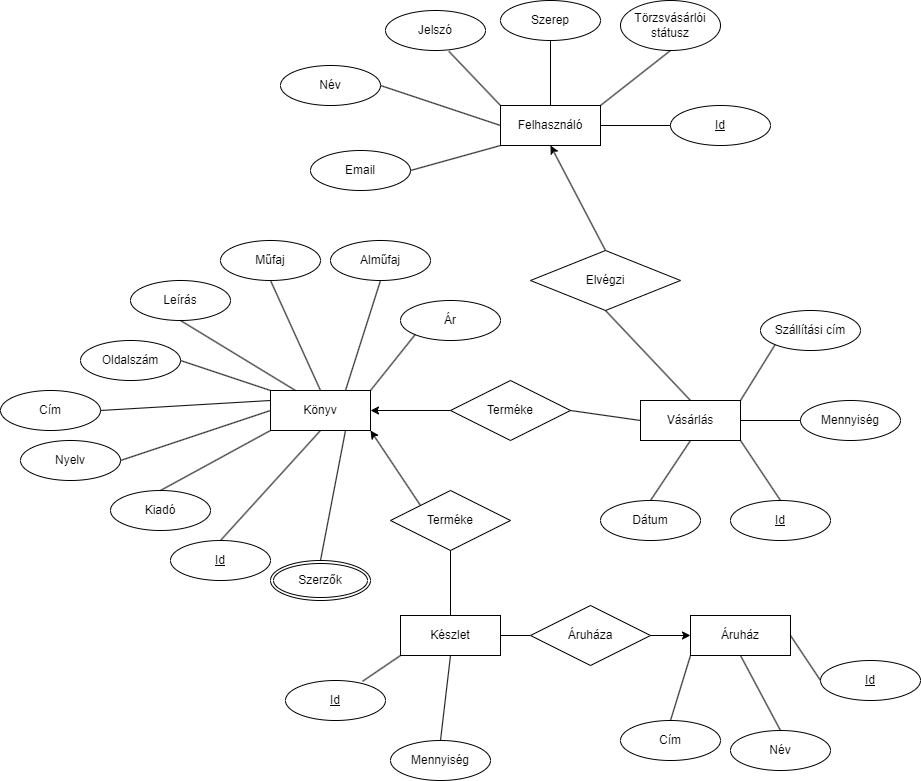 Törzsvásárlói
státusz
Szerep
Jelszó
Név
Felhasználó
Id
Email
Műfaj
Alműfaj
Elvégzi
Leírás
Ár
Szállítási cím
Oldalszám
Cím
Könyv
Terméke
Vásárlás
Mennyiség
Nyelv
Kiadó
Terméke
Dátum
Id
Id
Szerzők
Készlet
Áruháza
Áruház
Id
Id
Cím
Név
Mennyiség